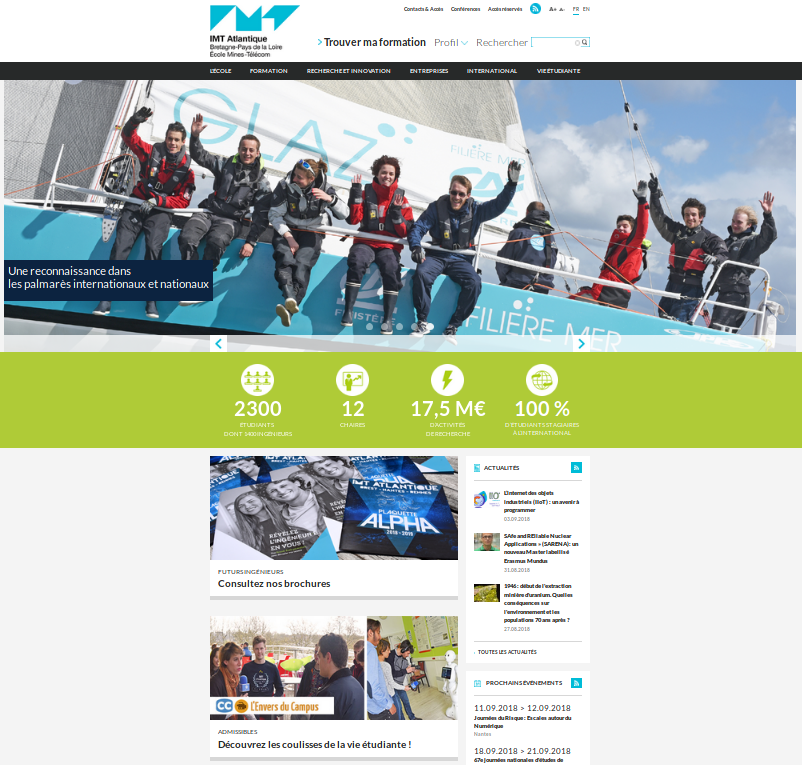 Contacts & Accès
Conférences
Accès réservés
A+ A-
FR EN
IMT Atlantique
Bretagne-Pays de la Loire
École Mines-Télécom
Trouver ma formation
Profil
Rechercher
L'ÉCOLE
FORMATION
RECHERCHE ET INNOVATION
ENTREPRISES
INTERNATIONAL
VIE ÉTUDIANTE
GLAZ
FILIÈRE MER
FINISTÈRE
FILIÈRE MER
Une reconnaissance dans
les palmarès internationaux et nationaux
2300
ÉTUDIANTS
DONT 1400 INGÉNIEURS
12
CHAIRES
17,5 M€
D'ACTIVITÉS
DE RECHERCHE
100 %
D'ÉTUDIANTS STAGIAIRES
À L'INTERNATIONAL
IMT ATLANTIQUE
BREST - NANTES - RENNES
PLAQUETTE
ALPHA
2018 - 2019
RÉVÉLEZ
L'INGÉNIEUR
EN VOUS !
FUTURS INGÉNIEURS
Consultez nos brochures
CC
L'Envers du Campus
ADMISSIBLES
Découvrez les coulisses de la vie étudiante !
ACTUALITÉS
L'internet des objets
industriels (IIoT) : un avenir à
programmer
03.09.2018
SAfe and REliable Nuclear
Applications » (SARENA): un
nouveau Master labellisé
Erasmus Mundus
31.08.2018
1946 : début de l'extraction
minière d'uranium. Quelles
conséquences sur
l'environnement et les
populations 70 ans après ?
27.08.2018
TOUTES LES ACTUALITÉS
PROCHAINS ÉVÉNEMENTS
11.09.2018 > 12.09.2018
Journées du Risque : Escales autour du
Numérique
Nantes
18.09.2018 > 21.09.2018
67e journées nationales d'études de